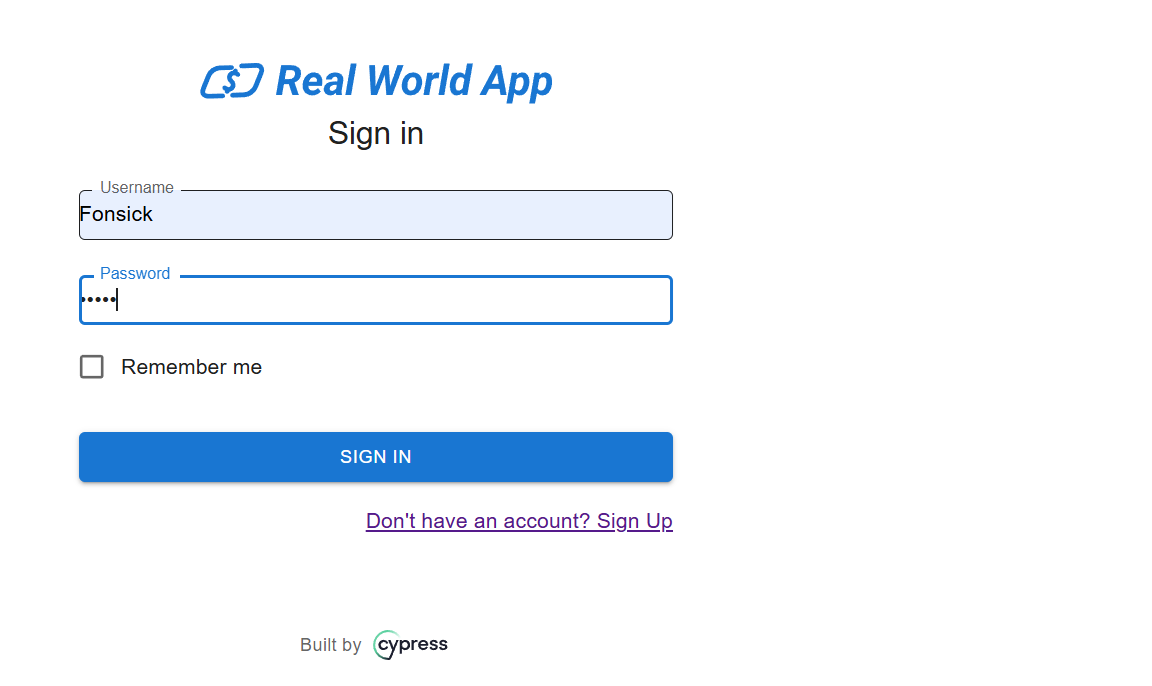 Real World App
Sign in
Username
Fonsick
Password
•••••
Remember me
SIGN IN
Don't have an account? Sign Up
Built by cypress